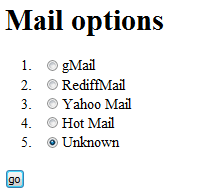 Mail options
1. gMail
2. RediffMail
3. Yahoo Mail
4. Hot Mail
5. Unknown
go